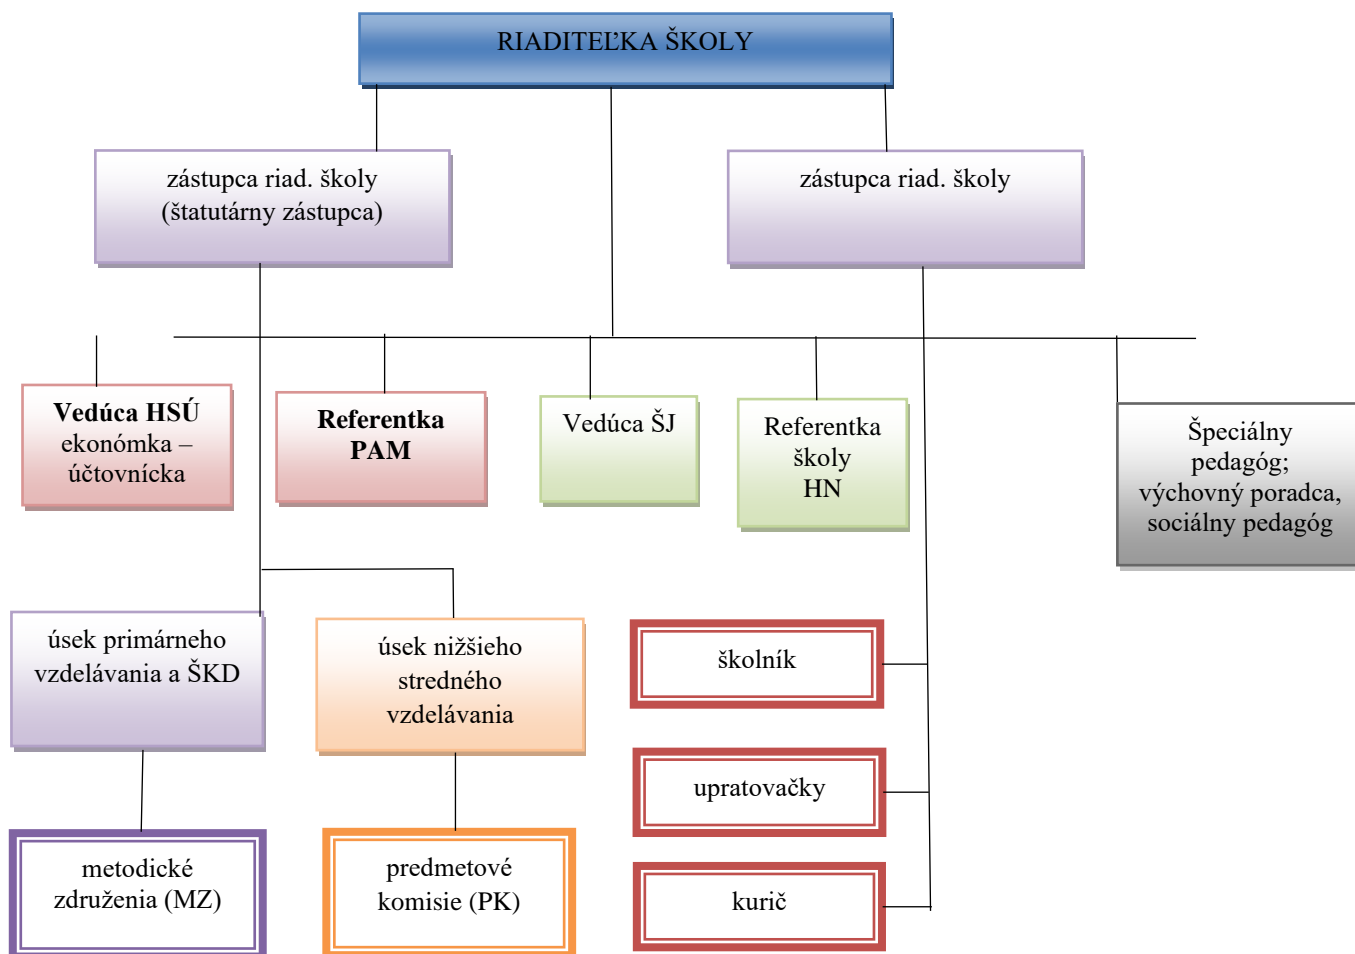 RIADITEĽKA ŠKOLY
zástupca riad. školy
(štatutárny zástupca)
zástupca riad. školy
Vedúca HSÚ
ekonómka –
účtovnícka
Referentka
PAM
Vedúca ŠJ
Referentka
školy
HN
Špeciálny
pedagóg;
výchovný poradca,
sociálny pedagóg
úsek primárneho
vzdelávania a ŠKD
úsek nižšieho
stredného
vzdelávania
školník
upratovačky
metodické
združenia (MZ)
predmetové
komisie (PK)
kurič